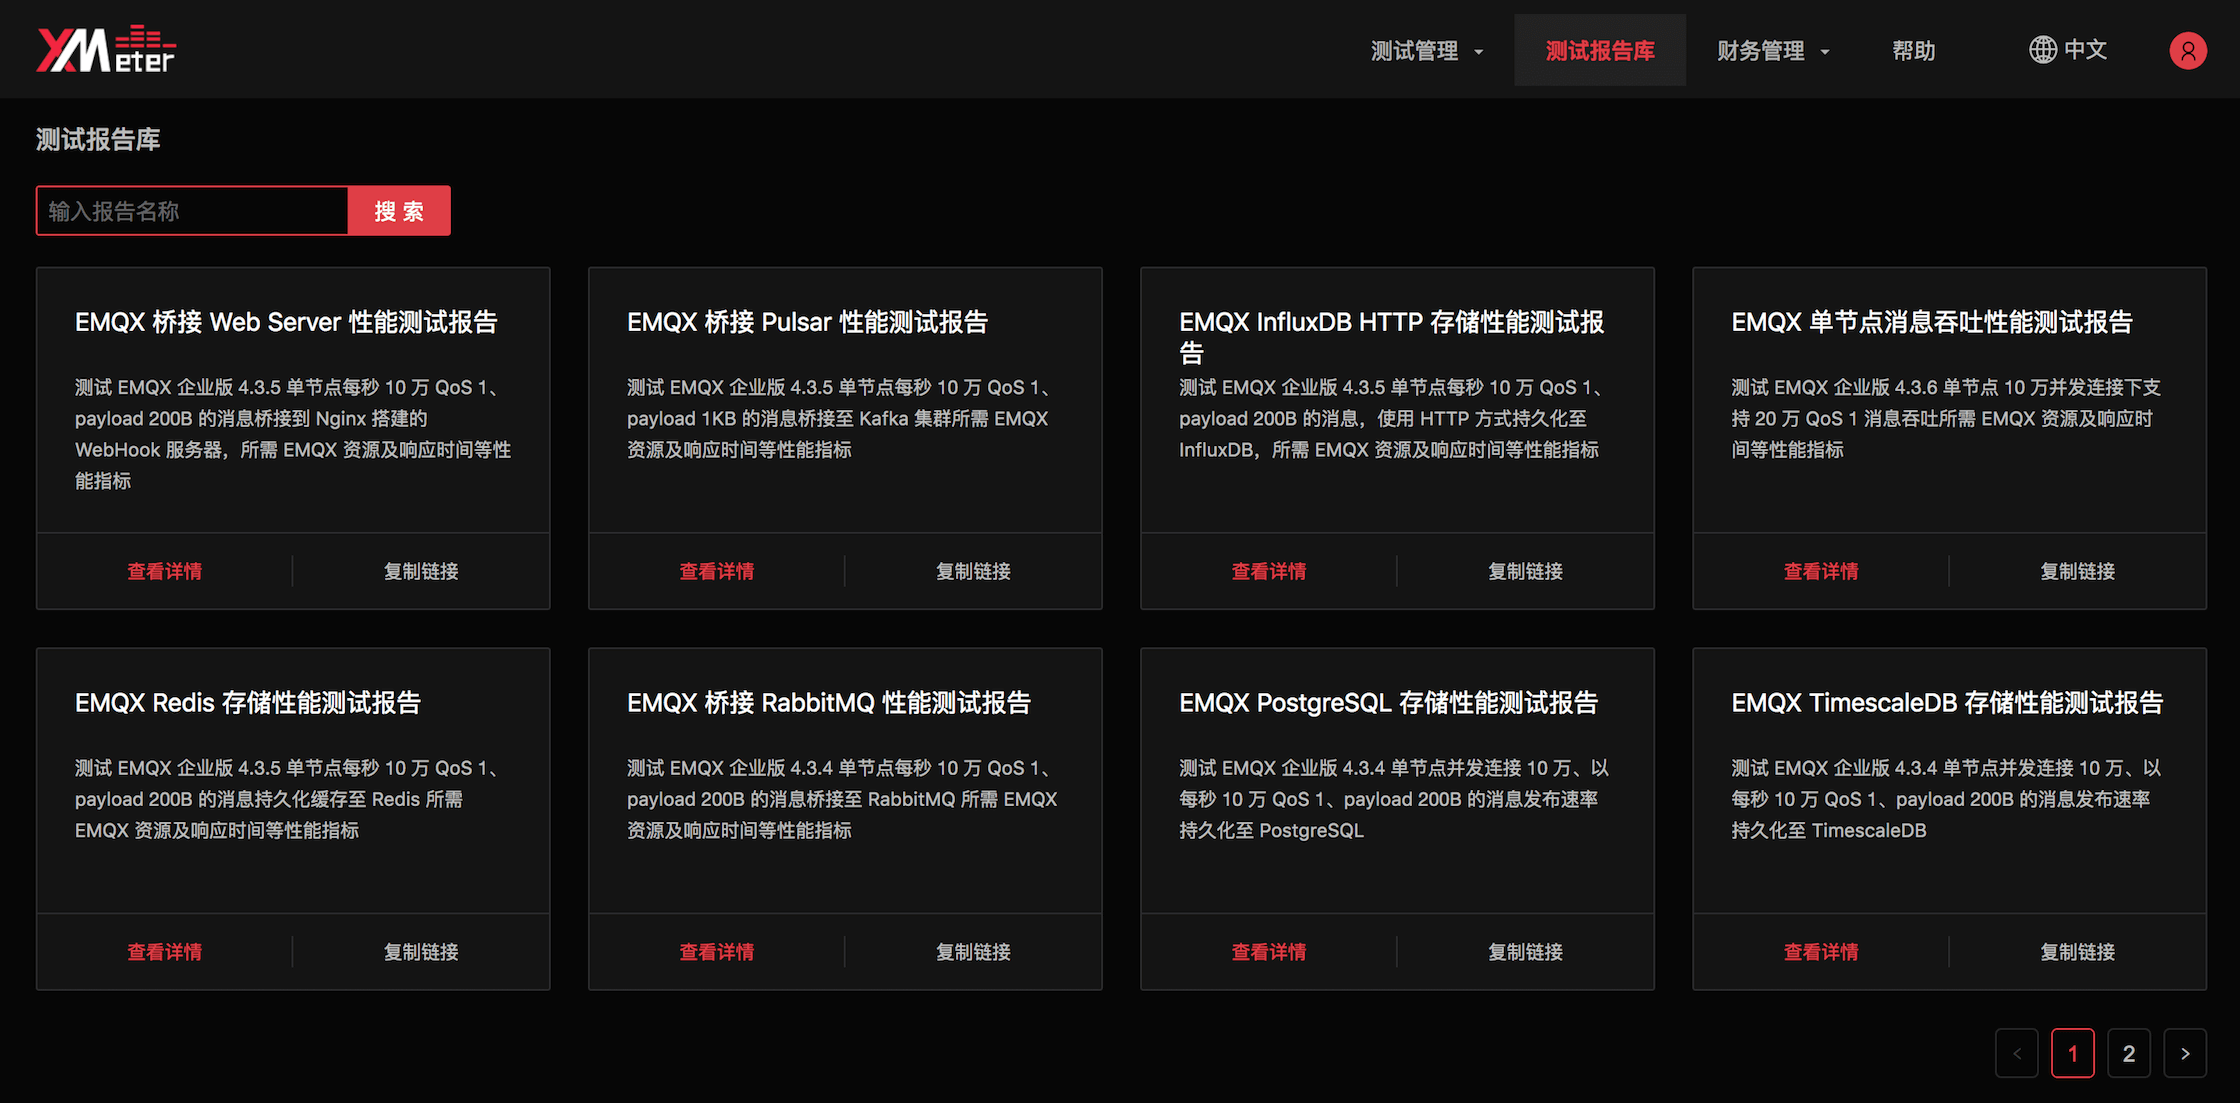 XMeter
测试管理
测试报告库
财务管理
帮助
中文
测试报告库
输入报告名称
搜 索
EMQX 桥接 Web Server 性能测试报告
测试 EMQX 企业版 4.3.5 单节点每秒 10 万 QoS 1、
payload 200B 的消息桥接到 Nginx 搭建的
WebHook 服务器，所需 EMQX 资源及响应时间等性
能指标
查看详情
复制链接
EMQX 桥接 Pulsar 性能测试报告
测试 EMQX 企业版 4.3.5 单节点每秒 10 万 QoS 1、
payload 1KB 的消息桥接至 Kafka 集群所需 EMQX
资源及响应时间等性能指标
查看详情
复制链接
EMQX InfluxDB HTTP 存储性能测试报
告
测试 EMQX 企业版 4.3.5 单节点每秒 10 万 QoS 1、
payload 200B 的消息，使用 HTTP 方式持久化至
InfluxDB，所需 EMQX 资源及响应时间等性能指标
查看详情
复制链接
EMQX 单节点消息吞吐性能测试报告
测试 EMQX 企业版 4.3.6 单节点 10 万并发连接下支
持 20 万 QoS 1 消息吞吐所需 EMQX 资源及响应时
间等性能指标
查看详情
复制链接
EMQX Redis 存储性能测试报告
测试 EMQX 企业版 4.3.5 单节点每秒 10 万 QoS 1、
payload 200B 的消息持久化缓存至 Redis 所需
EMQX 资源及响应时间等性能指标
查看详情
复制链接
EMQX 桥接 RabbitMQ 性能测试报告
测试 EMQX 企业版 4.3.4 单节点每秒 10 万 QoS 1、
payload 200B 的消息桥接至 RabbitMQ 所需 EMQX
资源及响应时间等性能指标
查看详情
复制链接
EMQX PostgreSQL 存储性能测试报告
测试 EMQX 企业版 4.3.4 单节点并发连接 10 万、以
每秒 10 万 QoS 1、payload 200B 的消息发布速率
持久化至 PostgreSQL
查看详情
复制链接
EMQX TimescaleDB 存储性能测试报告
测试 EMQX 企业版 4.3.4 单节点并发连接 10 万、以
每秒 10 万 QoS 1、payload 200B 的消息发布速率
持久化至 TimescaleDB
查看详情
复制链接
< 1 2 >